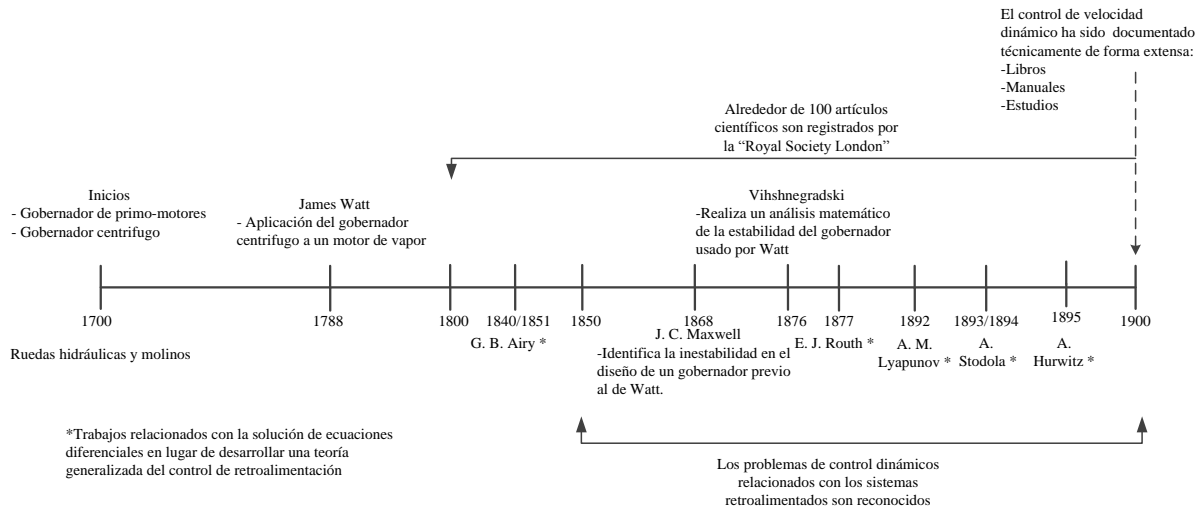 El control de velocidad
dinámico ha sido documentado
técnicamente de forma extensa:
-Libros
-Manuales
-Estudios
Alrededor de 100 artículos
científicos son registrados por
la “Royal Society London”
Inicios
- Gobernador de primo-motores
- Gobernador centrifugo
James Watt
- Aplicación del gobernador
centrifugo a un motor de vapor
Vihshnegradski
-Realiza un análisis matemático
de la estabilidad del gobernador
usado por Watt
1700
1788
1800
1840/1851
1850
1868
1876
1877
1892
1893/1894
1895
1900
Ruedas hidráulicas y molinos
G. B. Airy *
J. C. Maxwell
-Identifica la inestabilidad en el
diseño de un gobernador previo
al de Watt.
E. J. Routh *
A. M.
Lyapunov *
A.
Stodola *
A.
Hurwitz *
*Trabajos relacionados con la solución de ecuaciones
diferenciales en lugar de desarrollar una teoría
generalizada del control de retroalimentación
Los problemas de control dinámicos
relacionados con los sistemas
retroalimentados son reconocidos